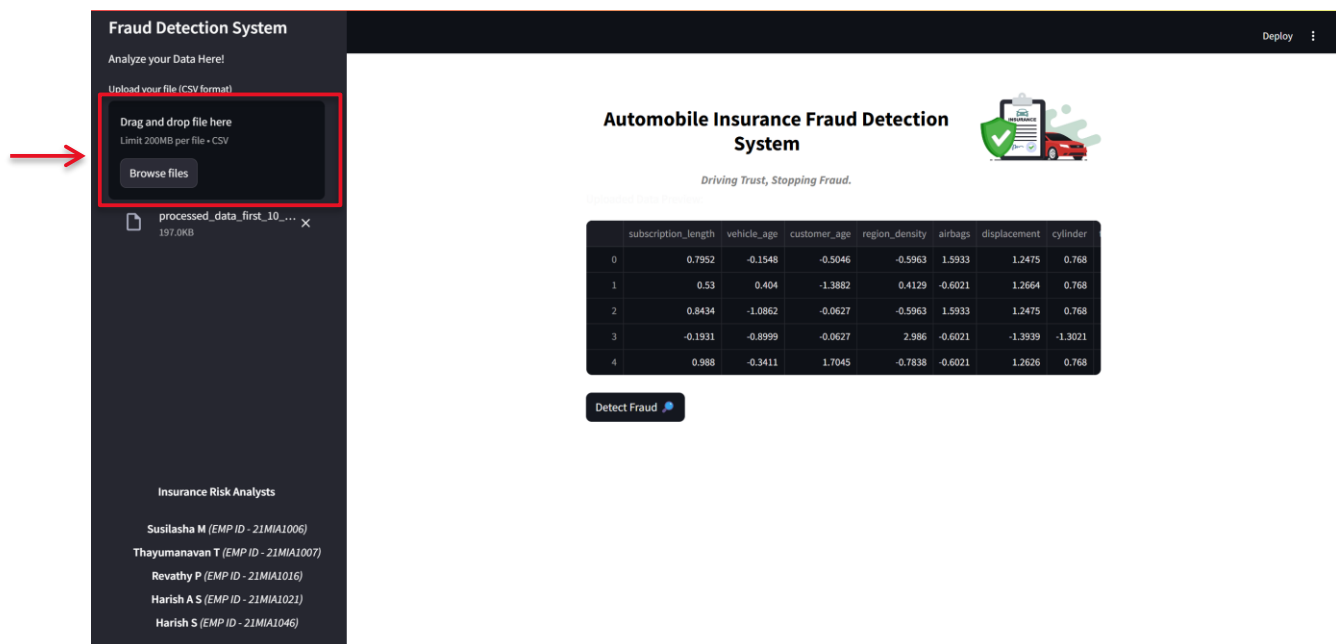 Fraud Detection System
Analyze your Data Here!
Upload your file (CSV format)
Drag and drop file here
Limit 200MB per file • CSV
Browse files
processed_data_first_10_...
197.0KB
Insurance Risk Analysts
Susilasha M (EMP ID - 21MIA1006)
Thayumanavan T (EMP ID - 21MIA1007)
Revathy P (EMP ID - 21MIA1016)
Harish A S (EMP ID - 21MIA1021)
Harish S (EMP ID - 21MIA1046)
Deploy
Automobile Insurance Fraud Detection
System
INSURANCE
Driving Trust, Stopping Fraud.
subscription_length vehicle_age customer_age region_density airbags displacement cylinder
0 0.7952 -0.1548 -0.5046 -0.5963 1.5933 1.2475 0.768
1 0.53 0.404 -1.3882 0.4129 -0.6021 1.2664 0.768
2 0.8434 -1.0862 -0.0627 -0.5963 1.5933 1.2475 0.768
3 -0.1931 -0.8999 -0.0627 2.986 -0.6021 -1.3939 -1.3021
4 0.988 -0.3411 1.7045 -0.7838 -0.6021 1.2626 0.768
Detect Fraud